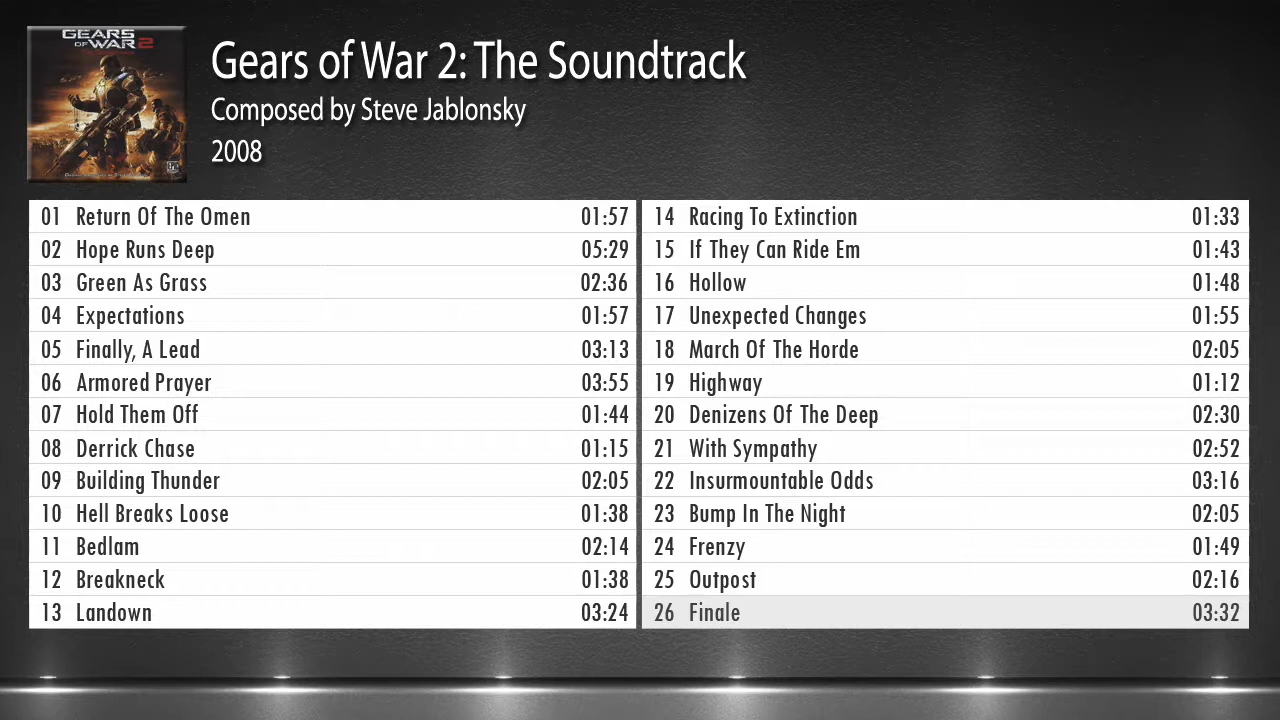 GEARS
OF WAR 2
Gears of War 2: The Soundtrack
Composed by Steve Jablonsky
2008
01 Return Of The Omen 01:57
02 Hope Runs Deep 05:29
03 Green As Grass 02:36
04 Expectations 01:57
05 Finally, A Lead 03:13
06 Armored Prayer 03:55
07 Hold Them Off 01:44
08 Derrick Chase 01:15
09 Building Thunder 02:05
10 Hell Breaks Loose 01:38
11 Bedlam 02:14
12 Breakneck 01:38
13 Landown 03:24
14 Racing To Extinction 01:33
15 If They Can Ride Em 01:43
16 Hollow 01:48
17 Unexpected Changes 01:55
18 March Of The Horde 02:05
19 Highway 01:12
20 Denizens Of The Deep 02:30
21 With Sympathy 02:52
22 Insurmountable Odds 03:16
23 Bump In The Night 02:05
24 Frenzy 01:49
25 Outpost 02:16
26 Finale 03:32